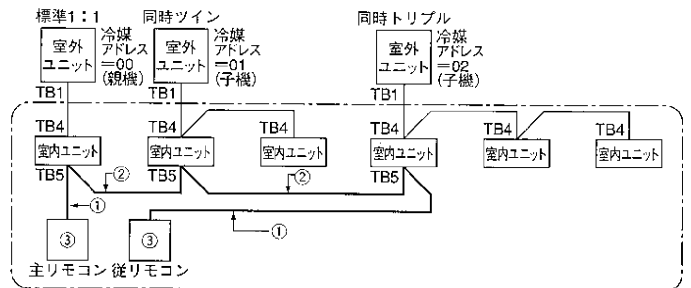 標準1:1
室外
ユニット
冷媒
アドレス
=00
(親機)
TB1
同時ツイン
室外
ユニット
冷媒
アドレス
=01
(子機)
TB1
同時トリプル
室外
ユニット
冷媒
アドレス
=02
(子機)
TB1
TB4
TB4
TB4
TB4
TB4
TB4
室内ユニット
室内ユニット
室内ユニット
室内ユニット
室内ユニット
室内ユニット
TB5
TB5
TB5
②
②
①
①
③
③
主リモコン
従リモコン